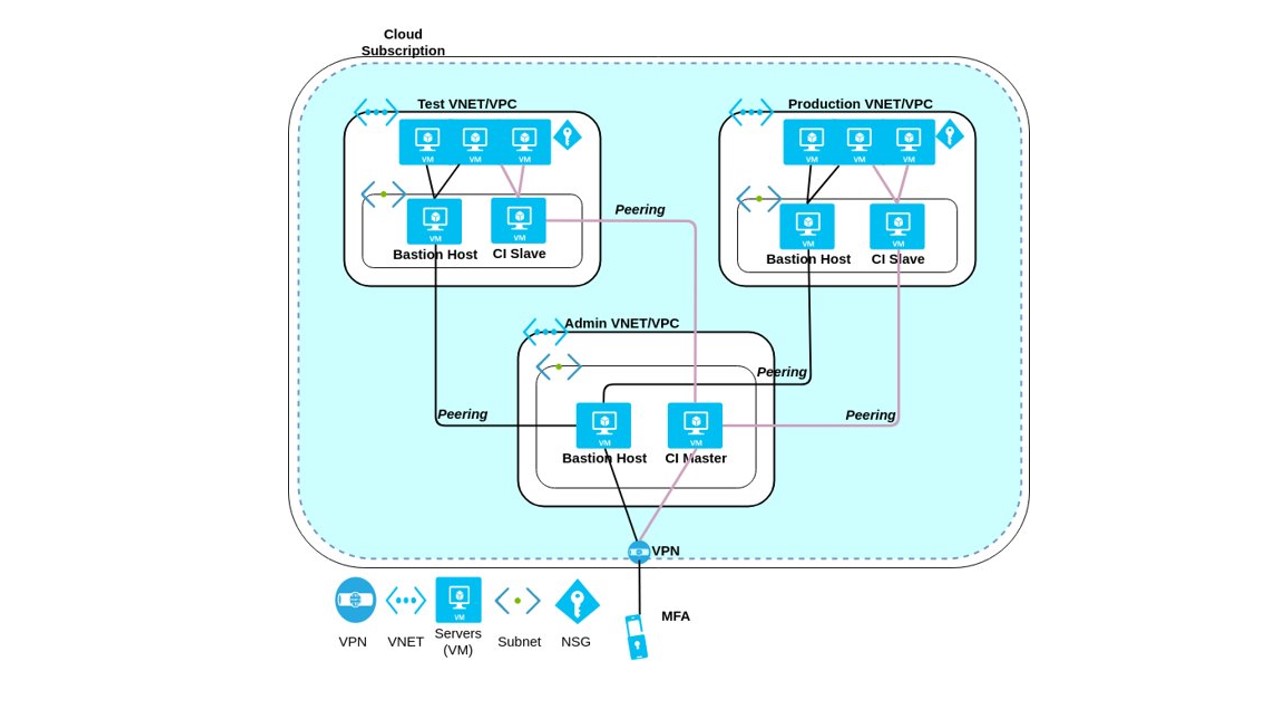 Cloud
Subscription
Test VNET/VPC
Production VNET/VPC
VM VM VM
VM VM VM
VM
VM
Peering
VM
VM
Bastion Host
CI Slave
Bastion Host
CI Slave
Admin VNET/VPC
Peering
Peering
Peering
VM
VM
Bastion Host
CI Master
VPN
MFA
VM
VPN
VNET
Servers
(VM)
Subnet
NSG